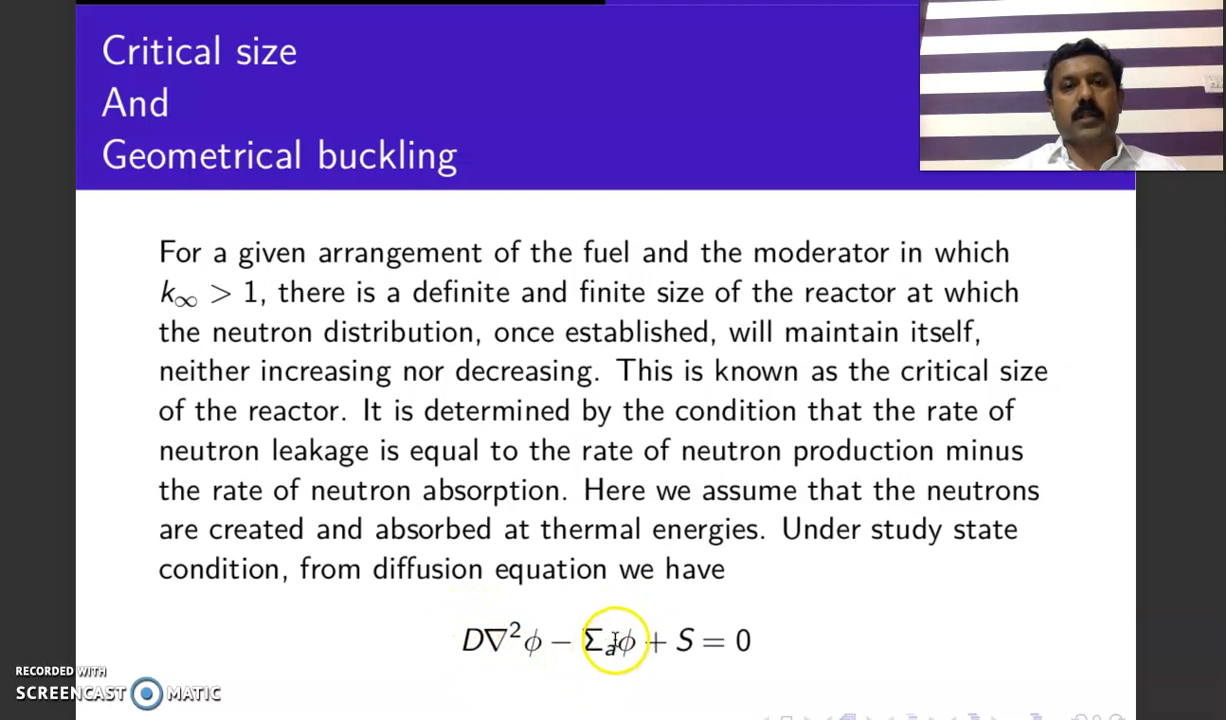 Critical size
And
Geometrical buckling
For a given arrangement of the fuel and the moderator in which
k∞ > 1, there is a definite and finite size of the reactor at which
the neutron distribution, once established, will maintain itself,
neither increasing nor decreasing. This is known as the critical size
of the reactor. It is determined by the condition that the rate of
neutron leakage is equal to the rate of neutron production minus
the rate of neutron absorption. Here we assume that the neutrons
are created and absorbed at thermal energies. Under study state
condition, from diffusion equation we have
D∇²ϕ − Σₐϕ + S = 0
RECORDED WITH
SCREENCAST MATIC